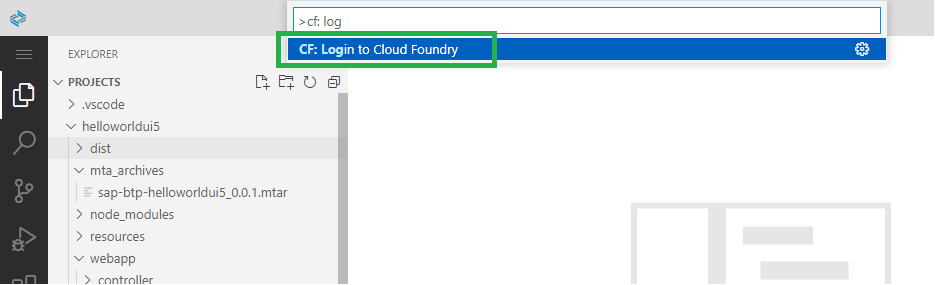 >cf: log
CF: Login to Cloud Foundry
EXPLORER
PROJECTS
.vscode
helloworldui5
dist
mta_archives
sap-btp-helloworldui5_0.0.1.mtar
node_modules
resources
webapp
controller